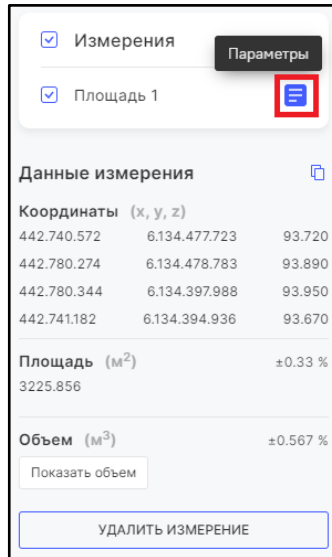 Измерения
Параметры
Площадь 1
Данные измерения
Координаты (x, y, z)
442.740.572 6.134.477.723 93.720
442.780.274 6.134.478.783 93.890
442.780.344 6.134.397.988 93.950
442.741.182 6.134.394.936 93.670
Площадь (м²) ±0.33 %
3225.856
Объем (м³) ±0.567 %
Показать объем
УДАЛИТЬ ИЗМЕРЕНИЕ